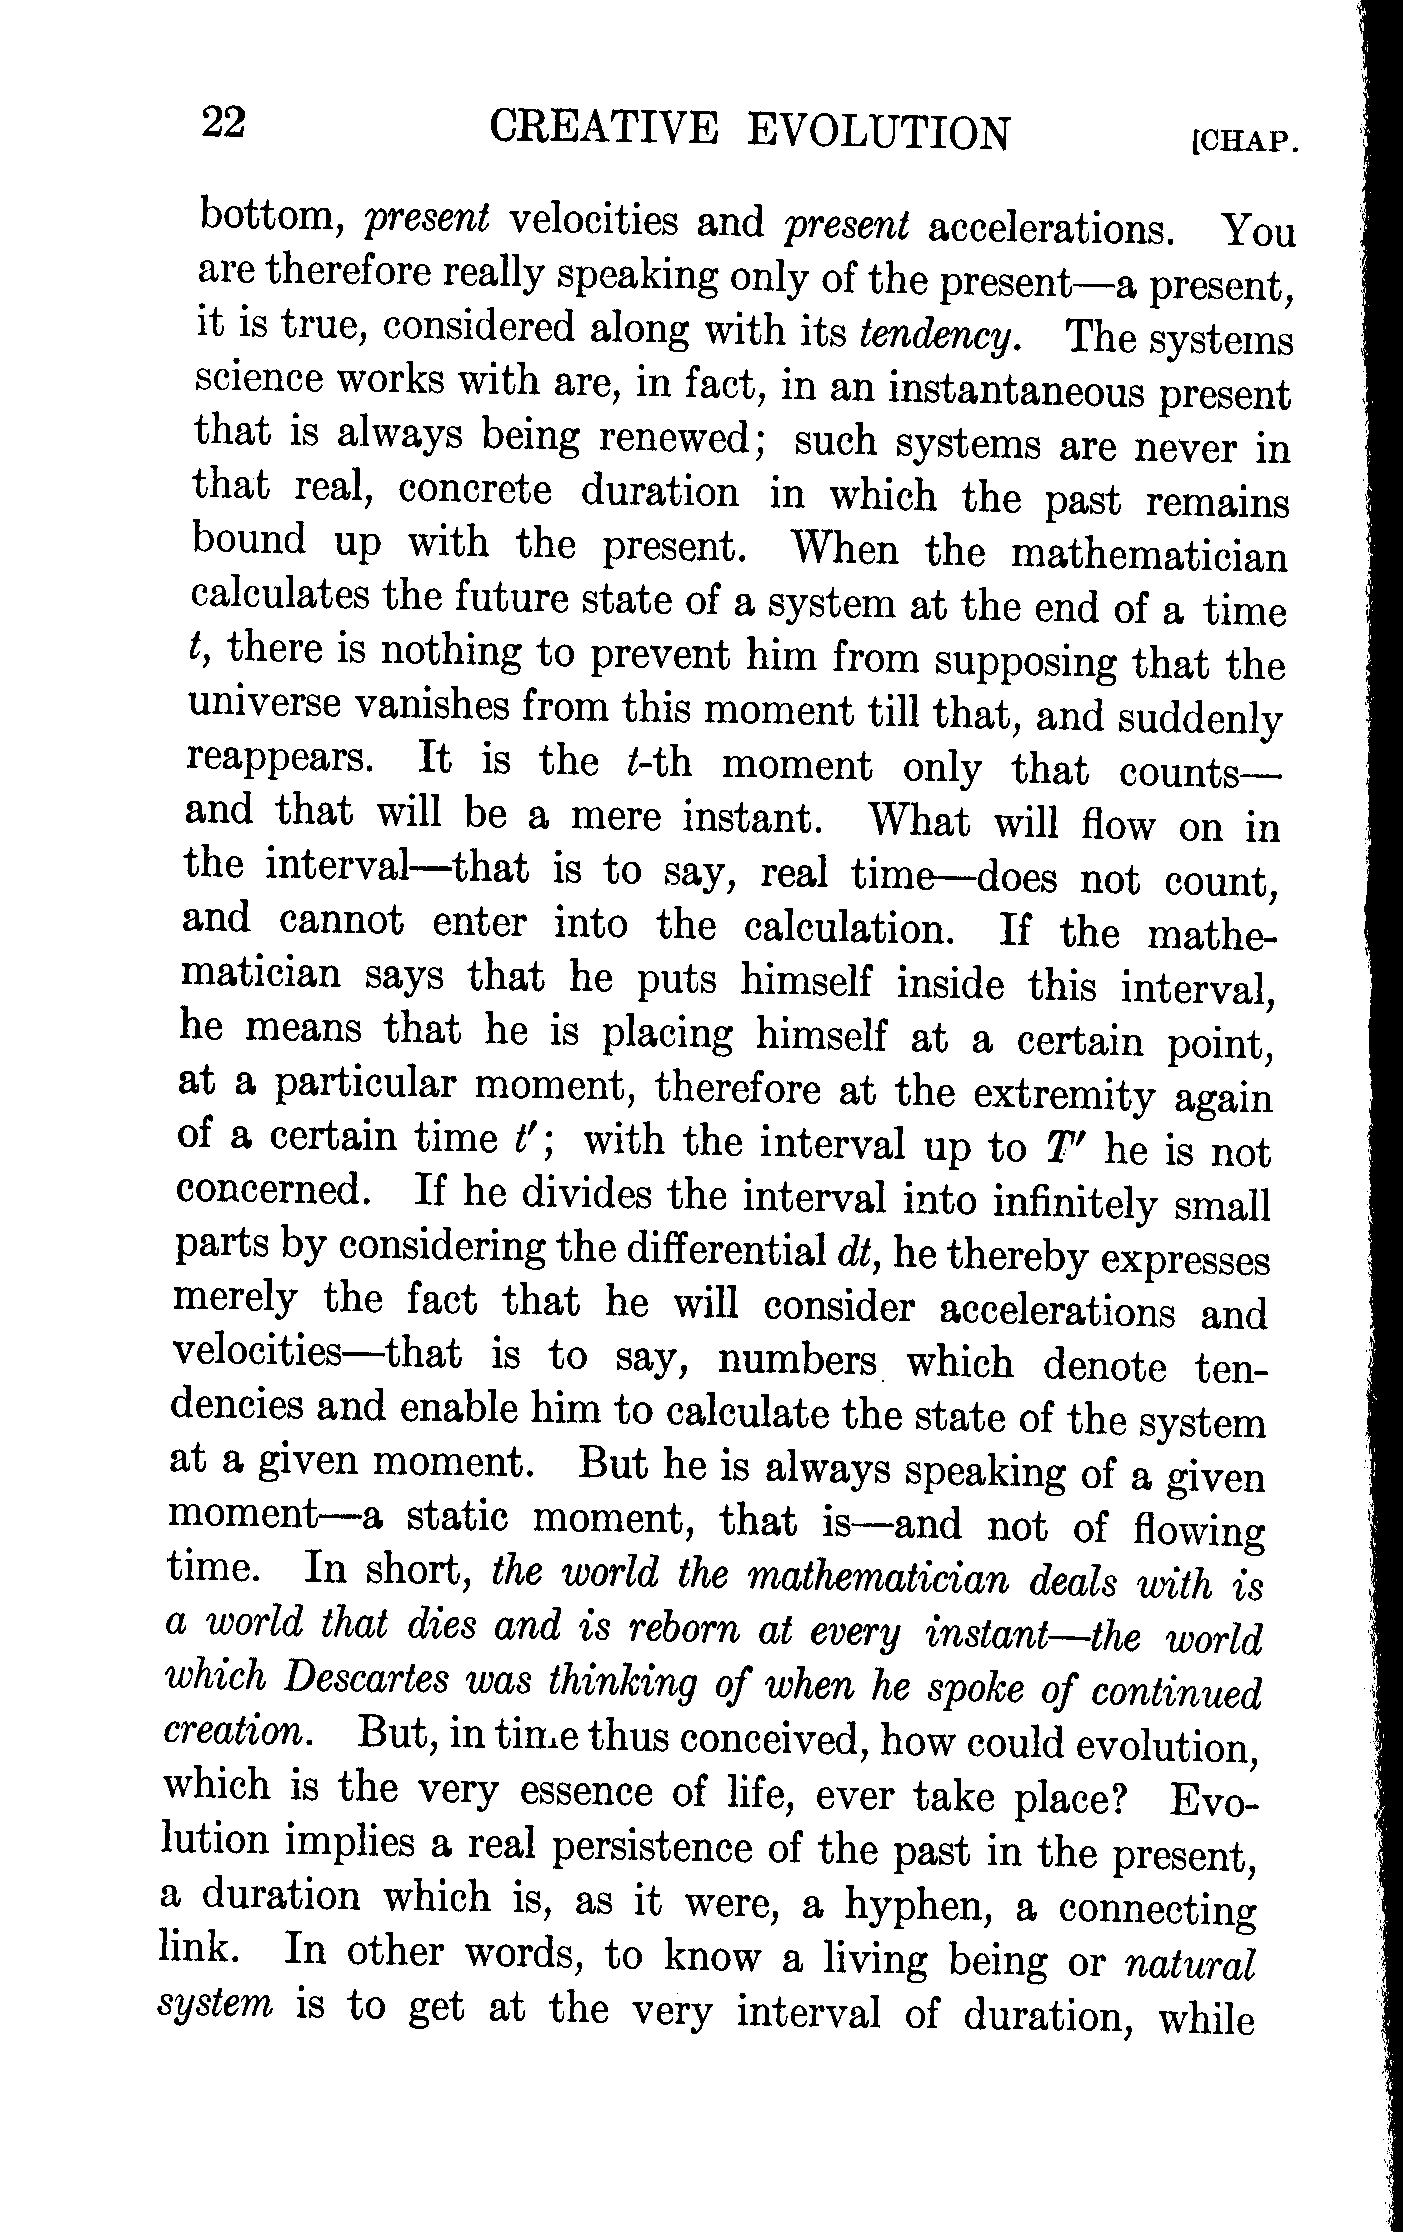 22 CREATIVE EVOLUTION [CHAP.
bottom, present velocities and present accelerations. You
are therefore really speaking only of the present—a present,
it is true, considered along with its tendency. The systems
science works with are, in fact, in an instantaneous present
that is always being renewed; such systems are never in
that real, concrete duration in which the past remains
bound up with the present. When the mathematician
calculates the future state of a system at the end of a time
t, there is nothing to prevent him from supposing that the
universe vanishes from this moment till that, and suddenly
reappears. It is the t-th moment only that counts—
and that will be a mere instant. What will flow on in
the interval—that is to say, real time—does not count,
and cannot enter into the calculation. If the mathe-
matician says that he puts himself inside this interval,
he means that he is placing himself at a certain point,
at a particular moment, therefore at the extremity again
of a certain time t′; with the interval up to T′ he is not
concerned. If he divides the interval into infinitely small
parts by considering the differential dt, he thereby expresses
merely the fact that he will consider accelerations and
velocities—that is to say, numbers which denote ten-
dencies and enable him to calculate the state of the system
at a given moment. But he is always speaking of a given
moment—a static moment, that is—and not of flowing
time. In short, the world the mathematician deals with is
a world that dies and is reborn at every instant—the world
which Descartes was thinking of when he spoke of continued
creation. But, in time thus conceived, how could evolution,
which is the very essence of life, ever take place? Evo-
lution implies a real persistence of the past in the present,
a duration which is, as it were, a hyphen, a connecting
link. In other words, to know a living being or natural
system is to get at the very interval of duration, while